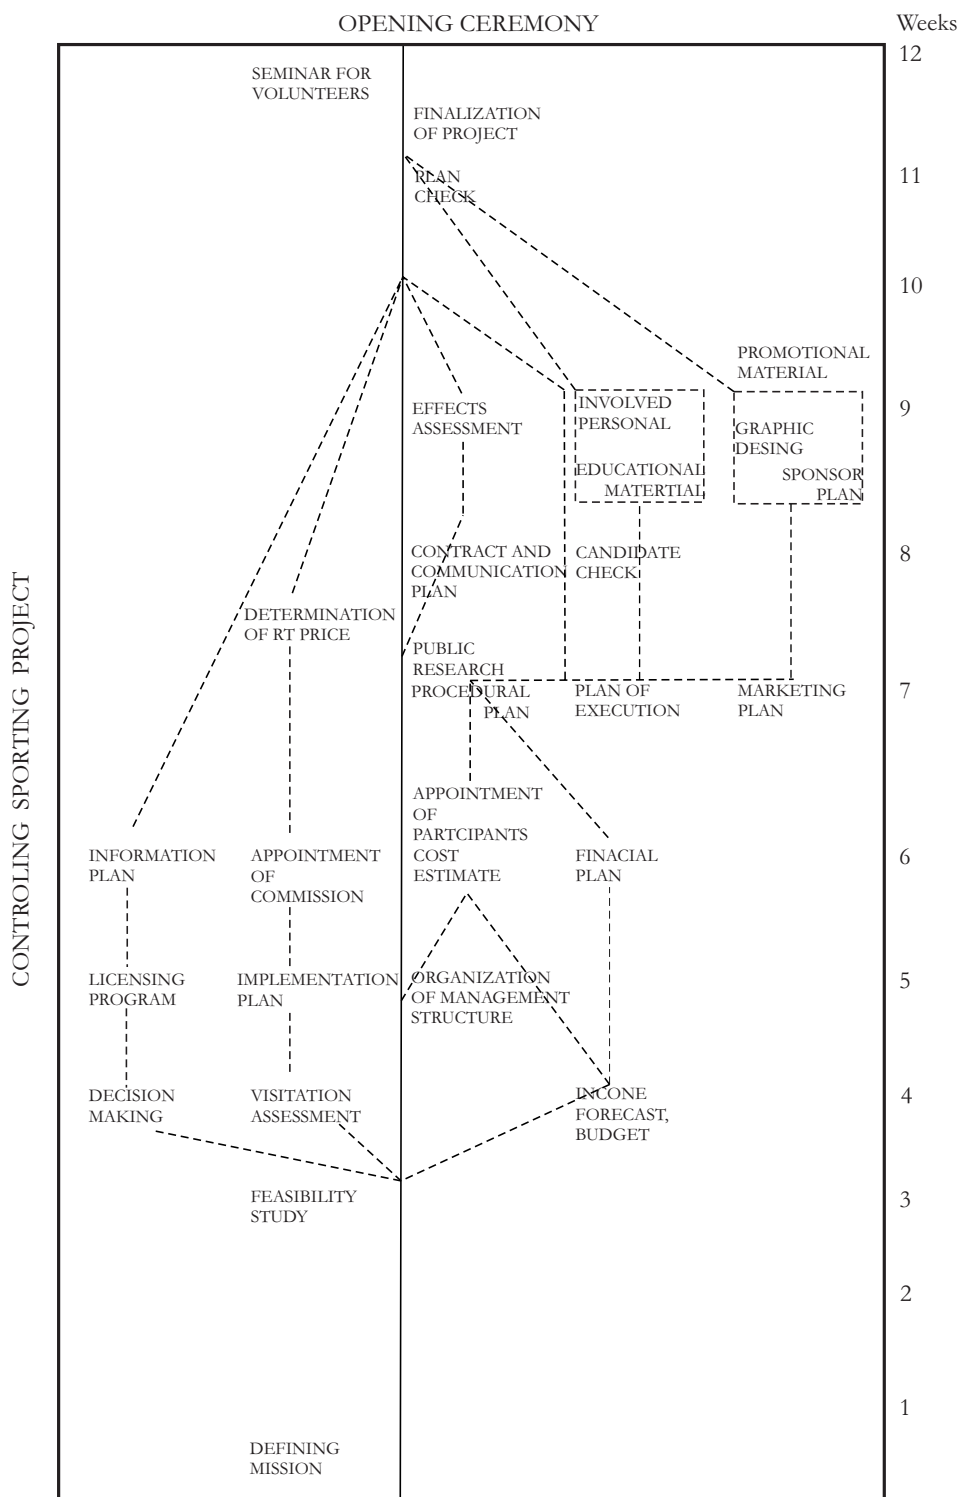 OPENING CEREMONY
Weeks
12
SEMINAR FOR
VOLUNTEERS
FINALIZATION
OF PROJECT
PLAN
CHECK
11
10
PROMOTIONAL
MATERIAL
EFFECTS
ASSESSMENT
INVOLVED
PERSONAL
EDUCATIONAL
MATERTIAL
GRAPHIC
DESING
SPONSOR
PLAN
9
CONTRACT AND
COMMUNICATION
PLAN
CANDIDATE
CHECK
8
DETERMINATION
OF RT PRICE
PUBLIC
RESEARCH
PROCEDURAL
PLAN
PLAN OF
EXECUTION
MARKETING
PLAN
7
CONTROLING SPORTING PROJECT
APPOINTMENT
OF
PARTCIPANTS
COST
ESTIMATE
INFORMATION
PLAN
APPOINTMENT
OF
COMMISSION
FINACIAL
PLAN
6
LICENSING
PROGRAM
IMPLEMENTATION
PLAN
ORGANIZATION
OF MANAGEMENT
STRUCTURE
5
DECISION
MAKING
VISITATION
ASSESSMENT
INCONE
FORECAST,
BUDGET
4
FEASIBILITY
STUDY
3
2
1
DEFINING
MISSION